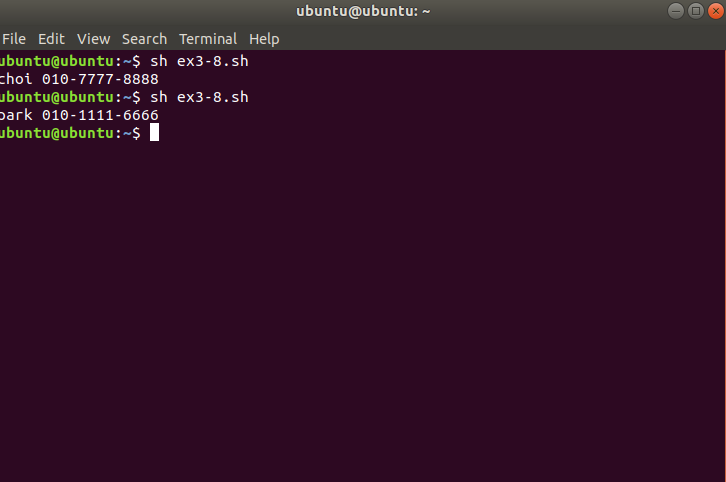 ubuntu@ubuntu: ~
File Edit View Search Terminal Help
ubuntu@ubuntu:~$ sh ex3-8.sh
choi 010-7777-8888
ubuntu@ubuntu:~$ sh ex3-8.sh
park 010-1111-6666
ubuntu@ubuntu:~$